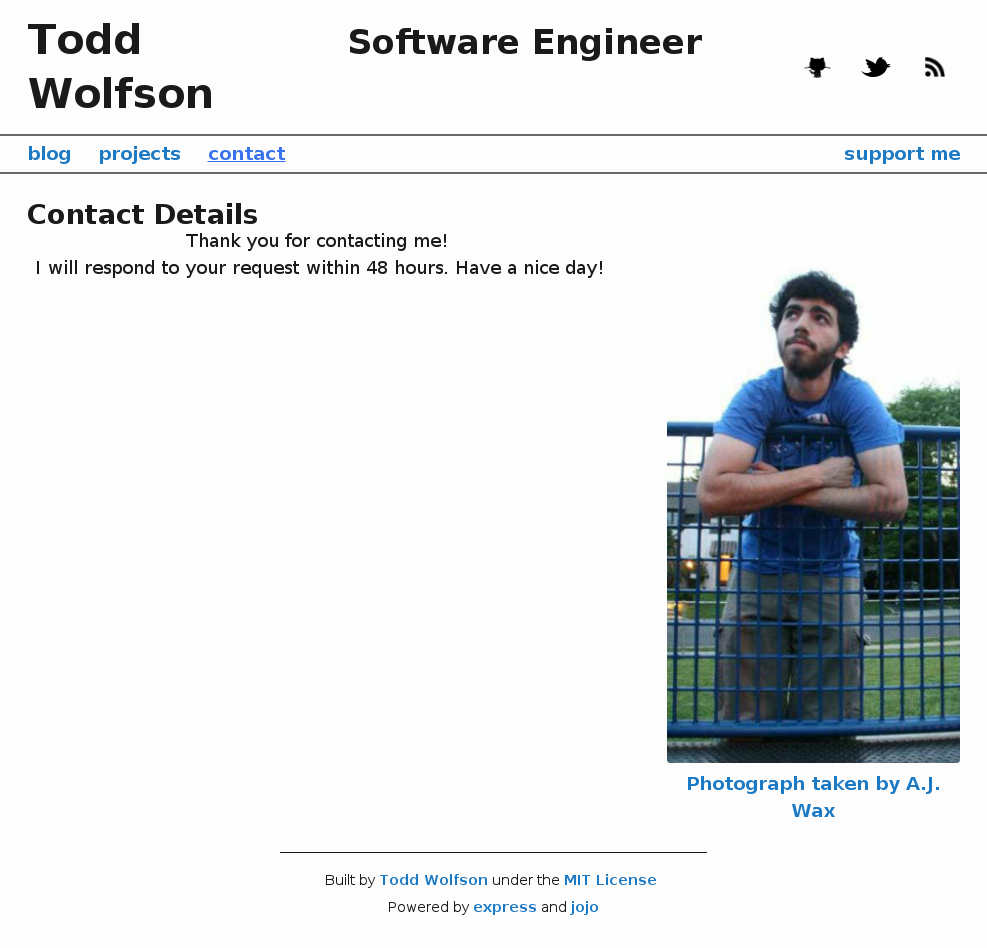 Todd
Wolfson
Software Engineer
blog projects contact support me
Contact Details
Thank you for contacting me!
I will respond to your request within 48 hours. Have a nice day!
Photograph taken by A.J.
Wax
Built by Todd Wolfson under the MIT License
Powered by express and jojo